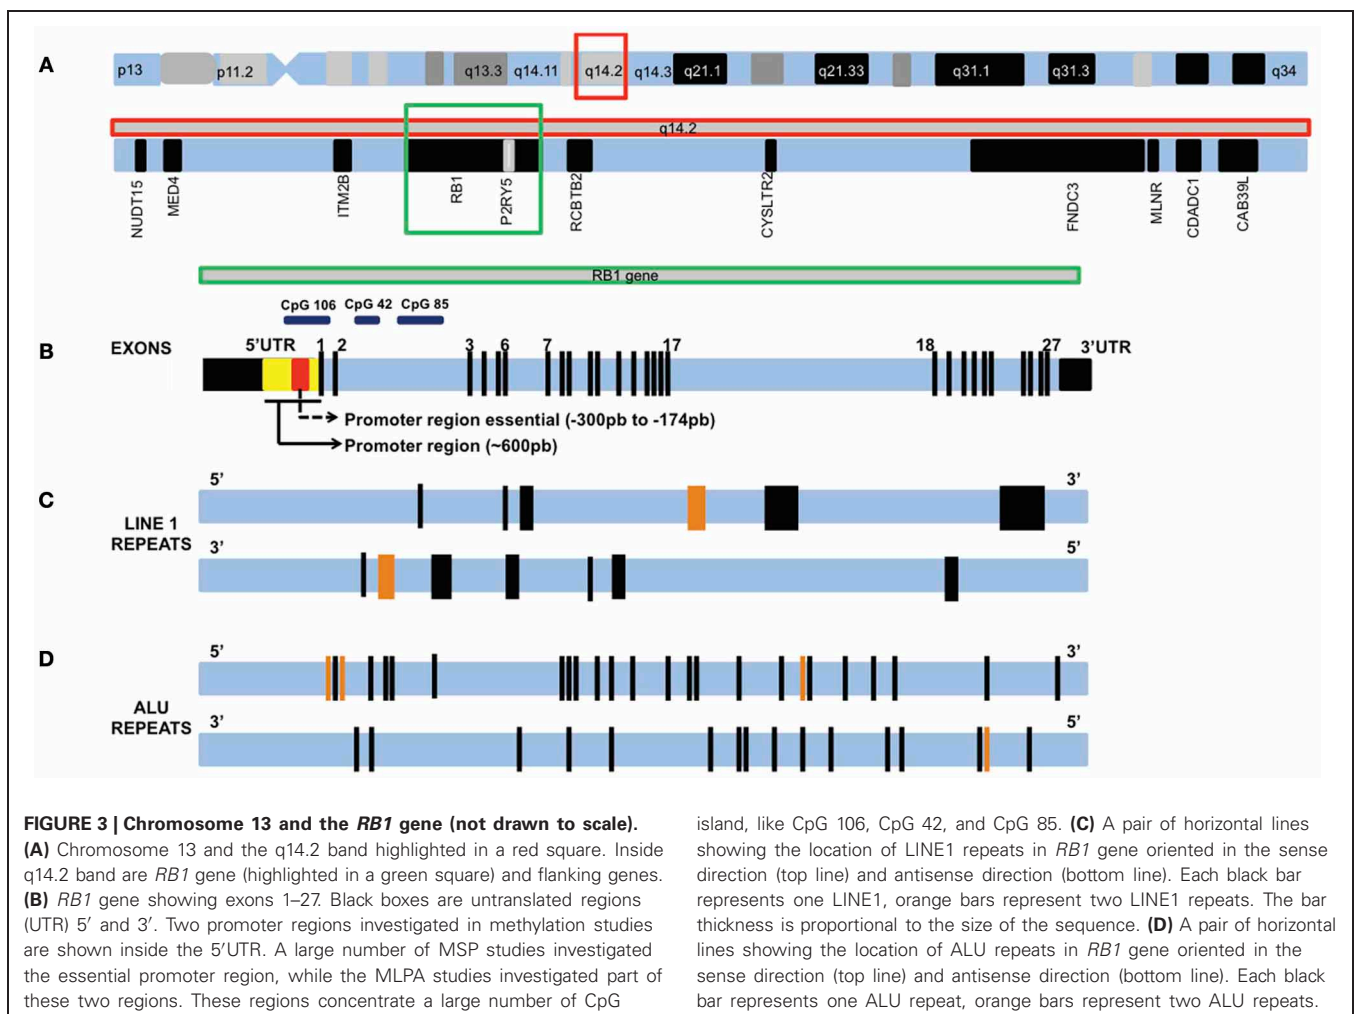 A
p13
p11.2
q13.3
q14.11
q14.2
q14.3
q21.1
q21.33
q31.1
q31.3
q34
q14.2
NUDT15
MED4
ITM2B
RB1
P2RY5
RCBTB2
CYSLTR2
FNDC3
MLNR
CDADC1
CAB39L
RB1 gene
CpG 106 CpG 42 CpG 85
B
EXONS
5’UTR 1 2 3 6 7 17 18 27 3’UTR
Promoter region essential (-300pb to -174pb)
Promoter region (~600pb)
C
5’ 3’
LINE 1
REPEATS
3’ 5’
D
5’ 3’
ALU
REPEATS
3’ 5’
FIGURE 3 | Chromosome 13 and the RB1 gene (not drawn to scale).
(A) Chromosome 13 and the q14.2 band highlighted in a red square. Inside
q14.2 band are RB1 gene (highlighted in a green square) and flanking genes.
(B) RB1 gene showing exons 1–27. Black boxes are untranslated regions
(UTR) 5′ and 3′. Two promoter regions investigated in methylation studies
are shown inside the 5′UTR. A large number of MSP studies investigated
the essential promoter region, while the MLPA studies investigated part of
these two regions. These regions concentrate a large number of CpG
island, like CpG 106, CpG 42, and CpG 85. (C) A pair of horizontal lines
showing the location of LINE1 repeats in RB1 gene oriented in the sense
direction (top line) and antisense direction (bottom line). Each black bar
represents one LINE1, orange bars represent two LINE1 repeats. The bar
thickness is proportional to the size of the sequence. (D) A pair of horizontal
lines showing the location of ALU repeats in RB1 gene oriented in the
sense direction (top line) and antisense direction (bottom line). Each black
bar represents one ALU repeat, orange bars represent two ALU repeats.